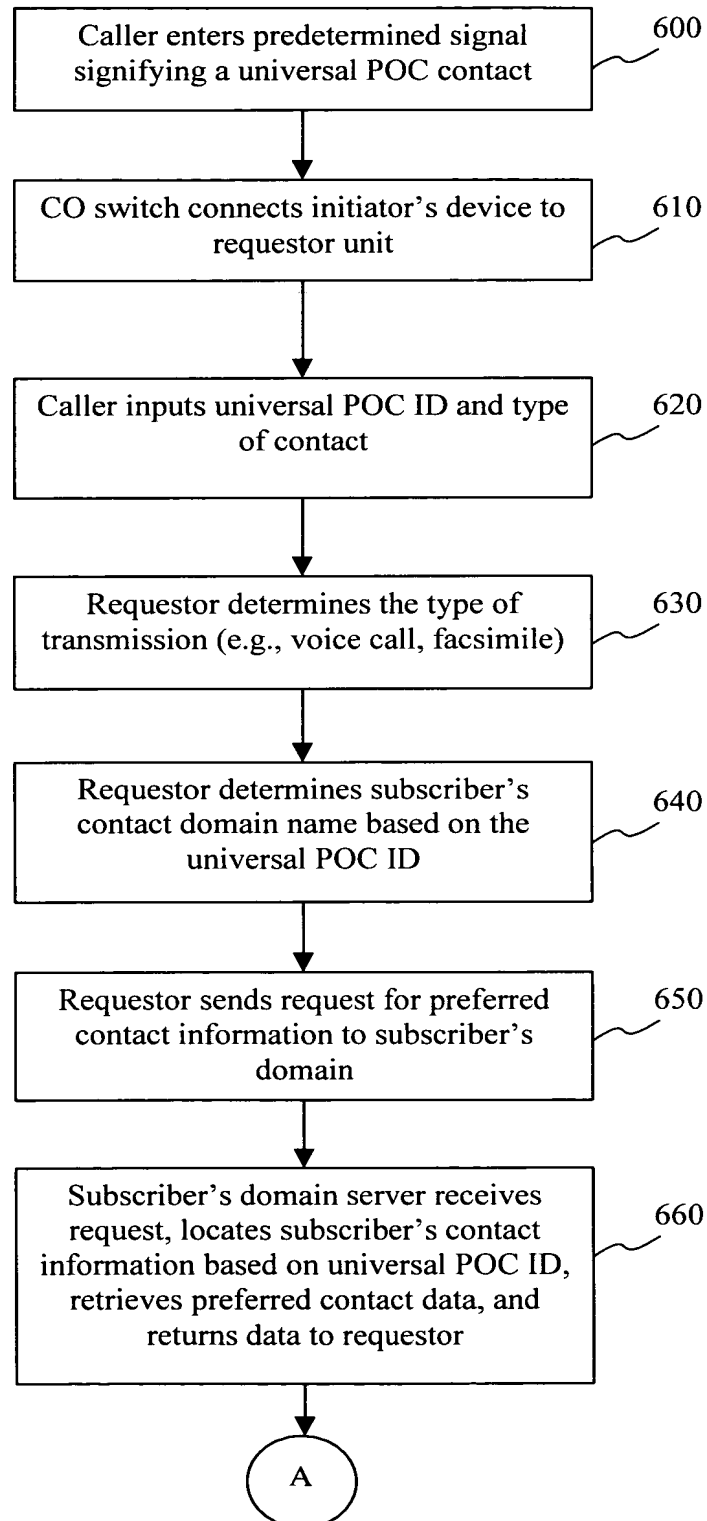 Caller enters predetermined signal
signifying a universal POC contact
600
CO switch connects initiator's device to
requestor unit
610
Caller inputs universal POC ID and type
of contact
620
Requestor determines the type of
transmission (e.g., voice call, facsimile)
630
Requestor determines subscriber's
contact domain name based on the
universal POC ID
640
Requestor sends request for preferred
contact information to subscriber's
domain
650
Subscriber's domain server receives
request, locates subscriber's contact
information based on universal POC ID,
retrieves preferred contact data, and
returns data to requestor
660
A